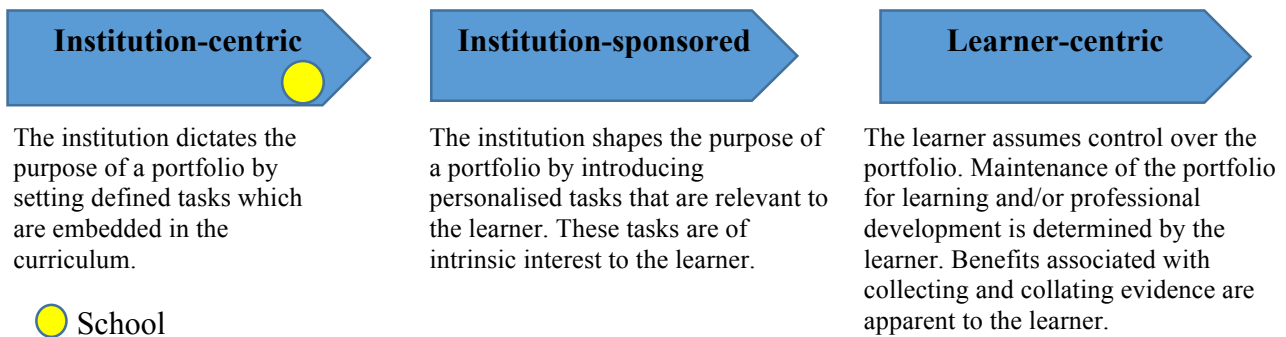 Institution-centric
The institution dictates the
purpose of a portfolio by
setting defined tasks which
are embedded in the
curriculum.
School
Institution-sponsored
The institution shapes the purpose of
a portfolio by introducing
personalised tasks that are relevant to
the learner. These tasks are of
intrinsic interest to the learner.
Learner-centric
The learner assumes control over the
portfolio. Maintenance of the portfolio
for learning and/or professional
development is determined by the
learner. Benefits associated with
collecting and collating evidence are
apparent to the learner.